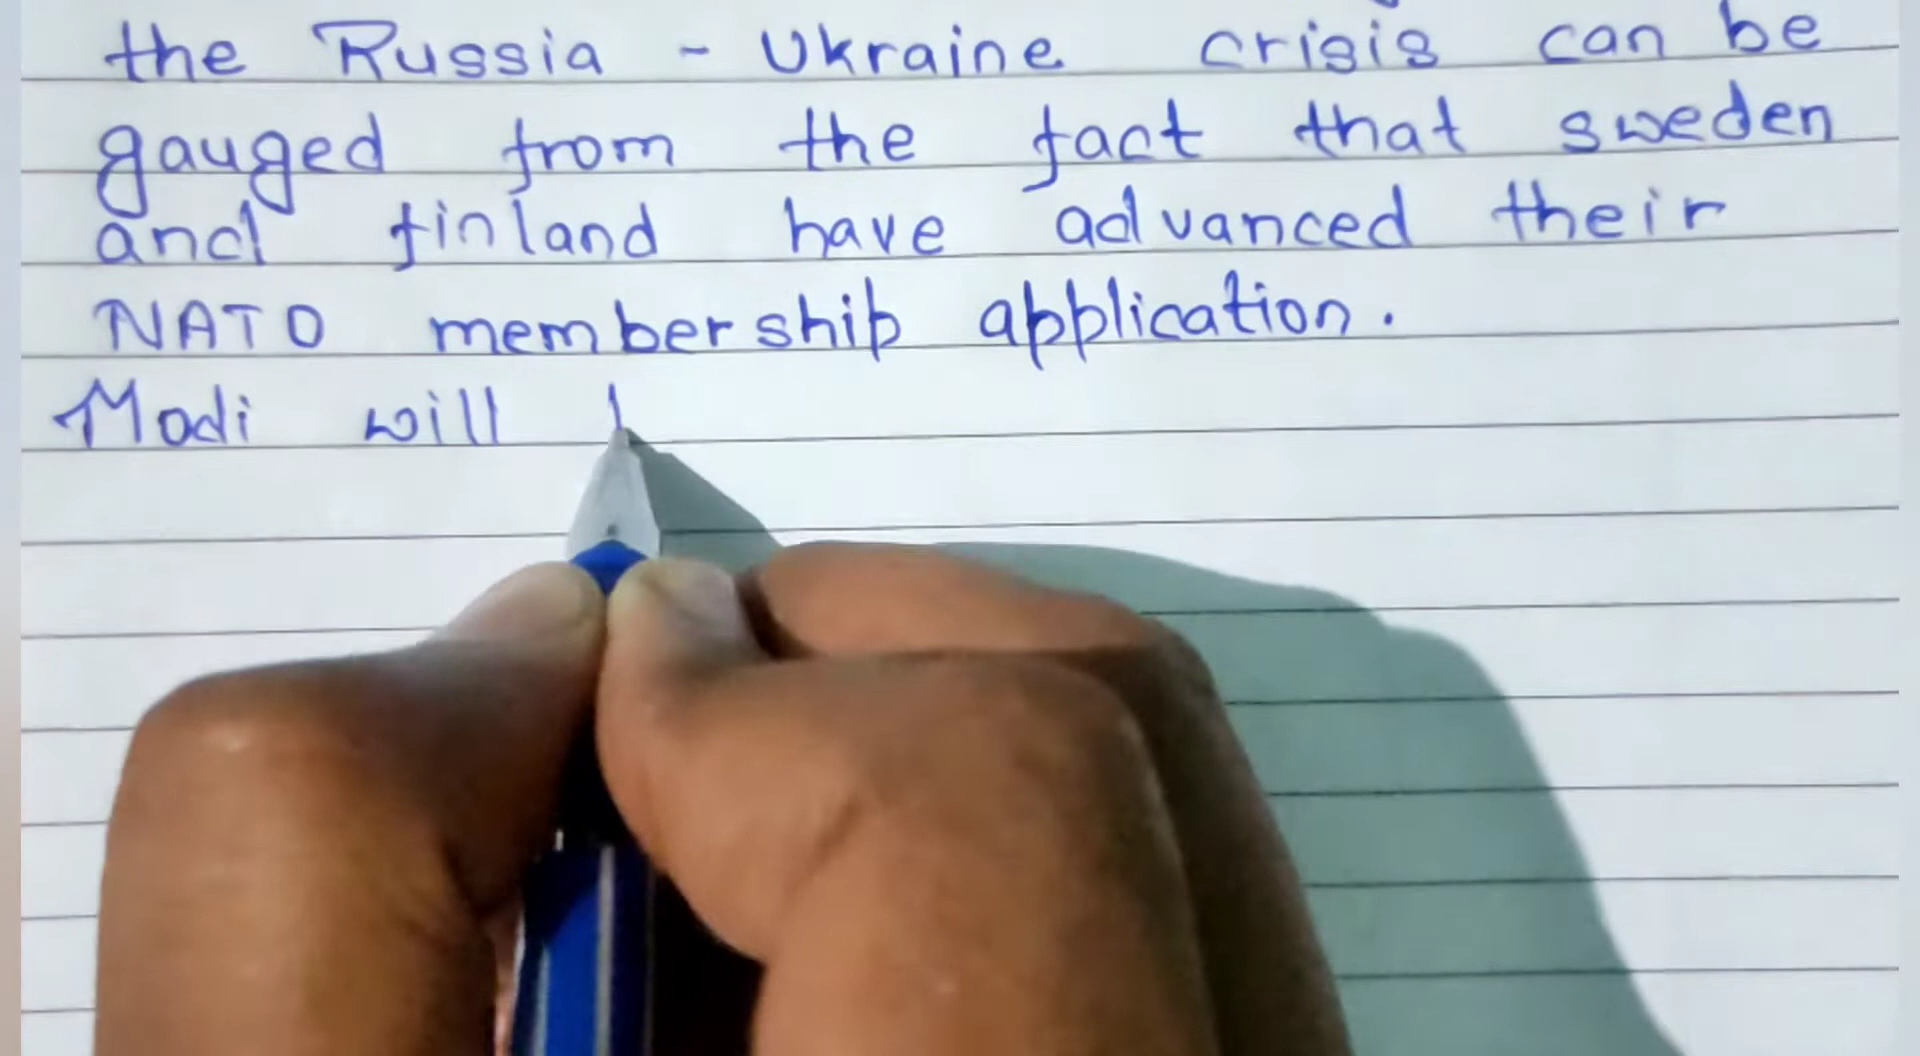 the Russia - Ukraine crisis can be
gauged from the fact that sweden
and finland have advanced their
NATO membership application.
Modi will